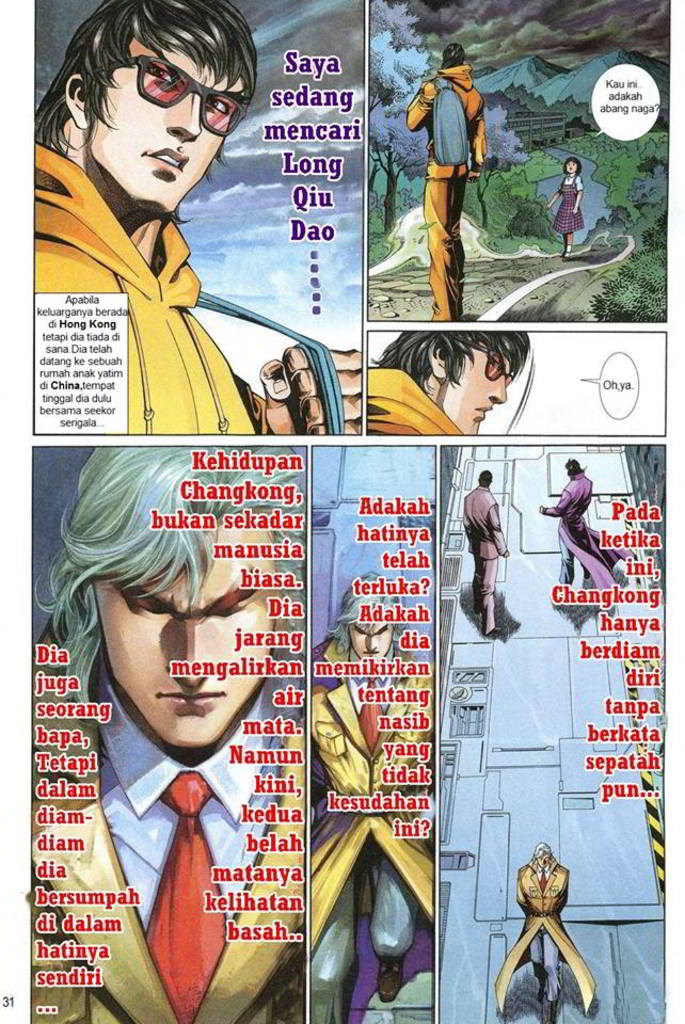 Saya
sedang
mencari
Long
Qiu
Dao
......
Apabila
keluarganya berada
di Hong Kong
tetapi dia tiada di
sana.Dia telah
datang ke sebuah
rumah anak yatim
di China,tempat
tinggal dia dulu
bersama seekor
serigala...
Kau ini..
adakah
abang naga?
Oh,ya.
Kehidupan
Changkong,
bukan sekadar
manusia
biasa.
Dia
jarang
mengalirkan
air
mata.
Namun
kini,
kedua
belah
matanya
kelihatan
basah..
Dia
juga
seorang
bapa,
Tetapi
dalam
diam-
diam
dia
bersumpah
di dalam
hatinya
sendiri
...
Adakah
hatinya
telah
terluka?
Adakah
dia
memikirkan
tentang
nasib
yang
tidak
kesudahan
ini?
Pada
ketika
ini,
Changkong
hanya
berdiam
diri
tanpa
berkata
sepatah
pun...
31